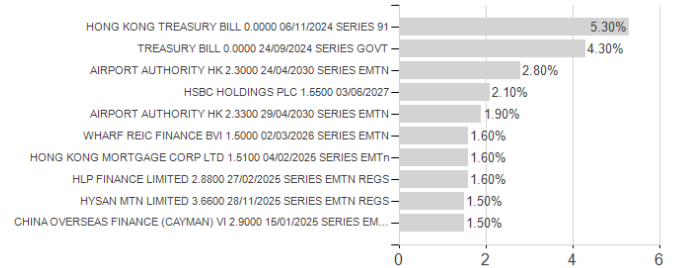 HONG KONG TREASURY BILL 0.0000 06/11/2024 SERIES 91 5.30%
TREASURY BILL 0.0000 24/09/2024 SERIES GOVT 4.30%
AIRPORT AUTHORITY HK 2.3000 24/04/2030 SERIES EMTN 2.80%
HSBC HOLDINGS PLC 1.5500 03/06/2027 2.10%
AIRPORT AUTHORITY HK 2.3300 29/04/2030 SERIES EMTN 1.90%
WHARF REIC FINANCE BVI 1.5000 02/03/2026 SERIES EMTN 1.60%
HONG KONG MORTGAGE CORP LTD 1.5100 04/02/2025 SERIES EMTn 1.60%
HLP FINANCE LIMITED 2.8800 27/02/2025 SERIES EMTN REGS 1.60%
HYSAN MTN LIMITED 3.6600 28/11/2025 SERIES EMTN REGS 1.50%
CHINA OVERSEAS FINANCE (CAYMAN) VI 2.9000 15/01/2025 SERIES EM... 1.50%
0 2 4 6